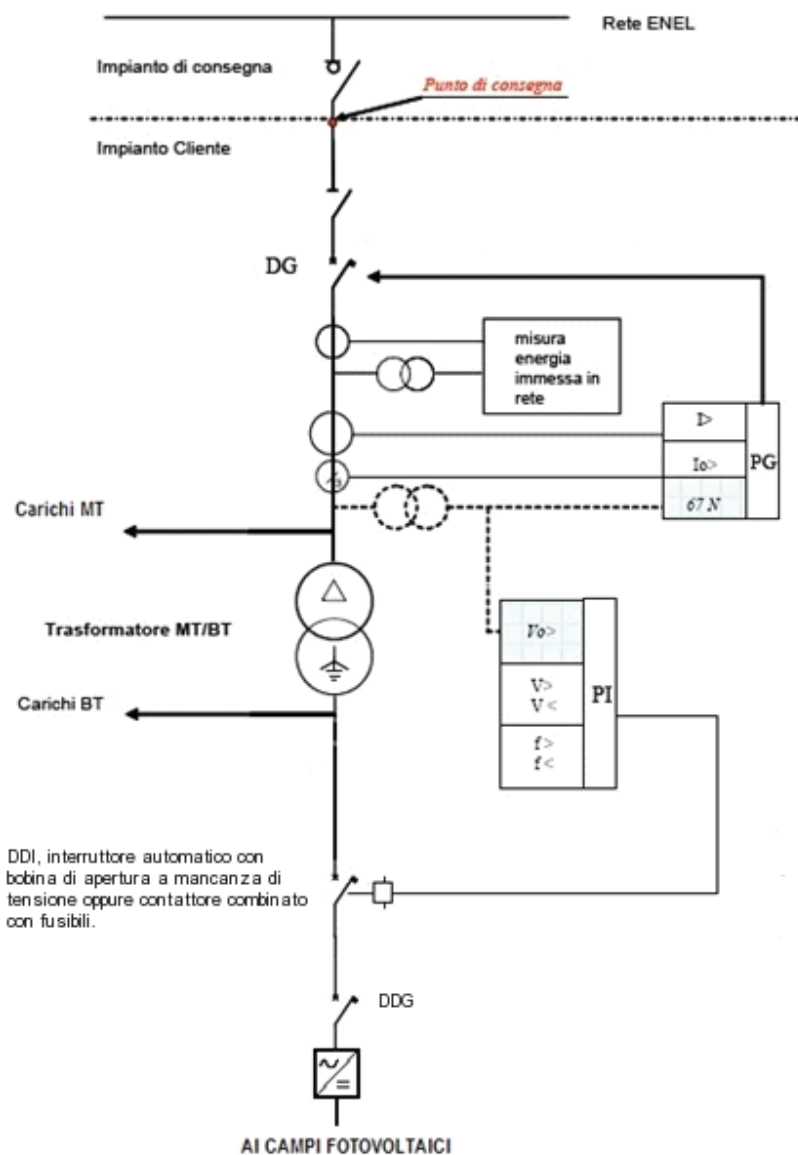 Rete ENEL
Impianto di consegna
Punto di consegna
Impianto Cliente
DG
misura
energia
immessa in
rete
I>
Io>
67 N
PG
Carichi MT
Trasformatore MT/BT
Vo>
V>
V<
f>
f<
PI
Carichi BT
DDI, interruttore automatico con
bobina di apertura a mancanza di
tensione oppure contattore combinato
con fusibili.
DDG
AI CAMPI FOTOVOLTAICI